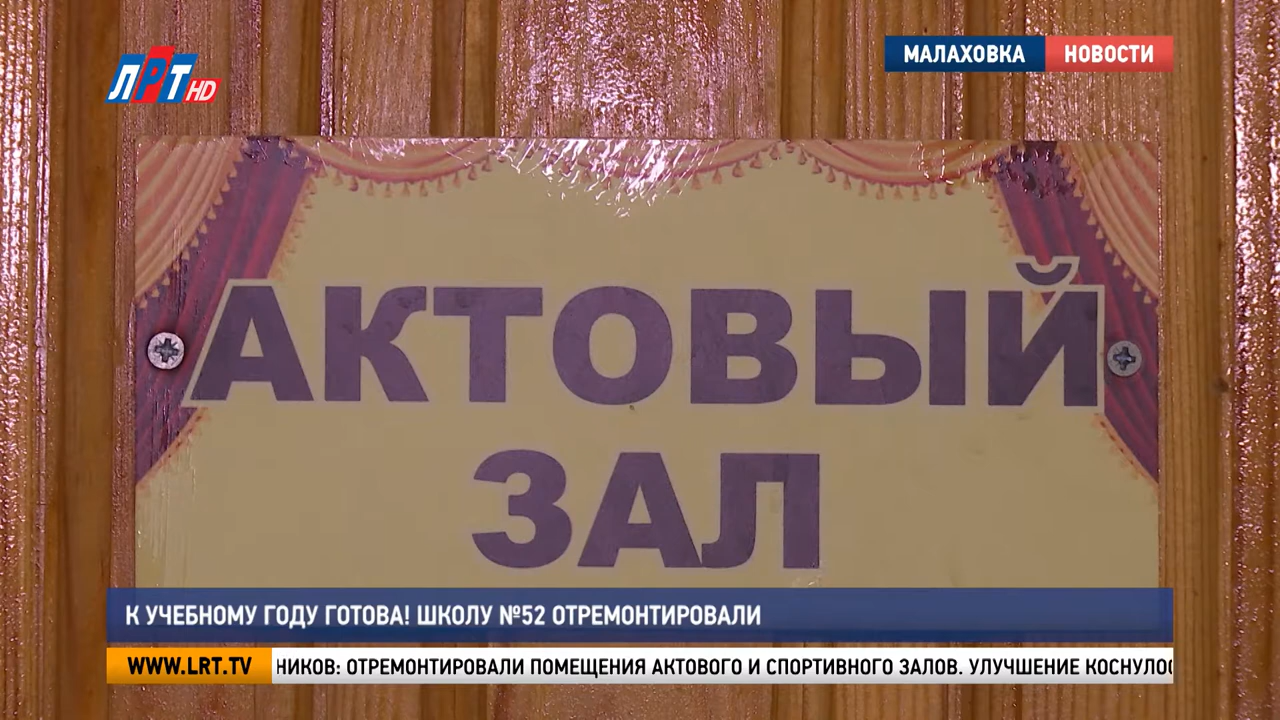 ЛРТ HD
МАЛАХОВКА НОВОСТИ
АКТОВЫЙ
ЗАЛ
К УЧЕБНОМУ ГОДУ ГОТОВА! ШКОЛУ №52 ОТРЕМОНТИРОВАЛИ
WWW.LRT.TV НИКОВ: ОТРЕМОНТИРОВАЛИ ПОМЕЩЕНИЯ АКТОВОГО И СПОРТИВНОГО ЗАЛОВ. УЛУЧШЕНИЕ КОСНУЛОС